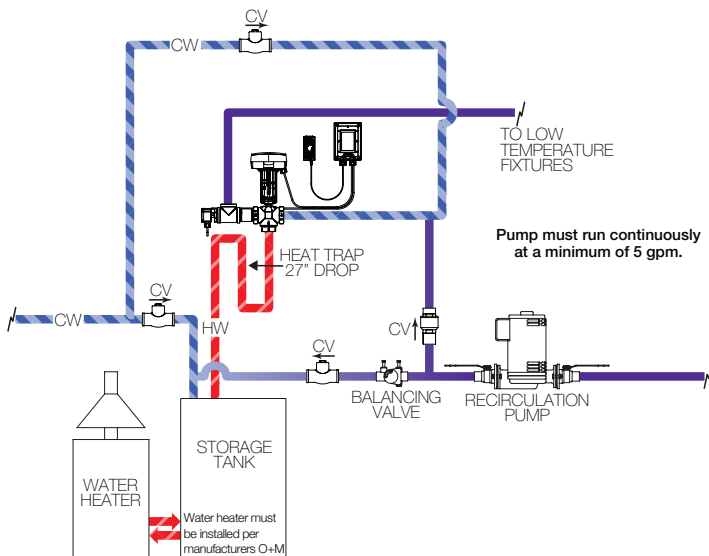 CV
CW
TO LOW
TEMPERATURE
FIXTURES
Pump must run continuously
at a minimum of 5 gpm.
HEAT TRAP
27" DROP
CV
CW
HW
CV
CV
BALANCING
VALVE
RECIRCULATION
PUMP
STORAGE
TANK
WATER
HEATER
Water heater must
be installed per
manufacturers O+M